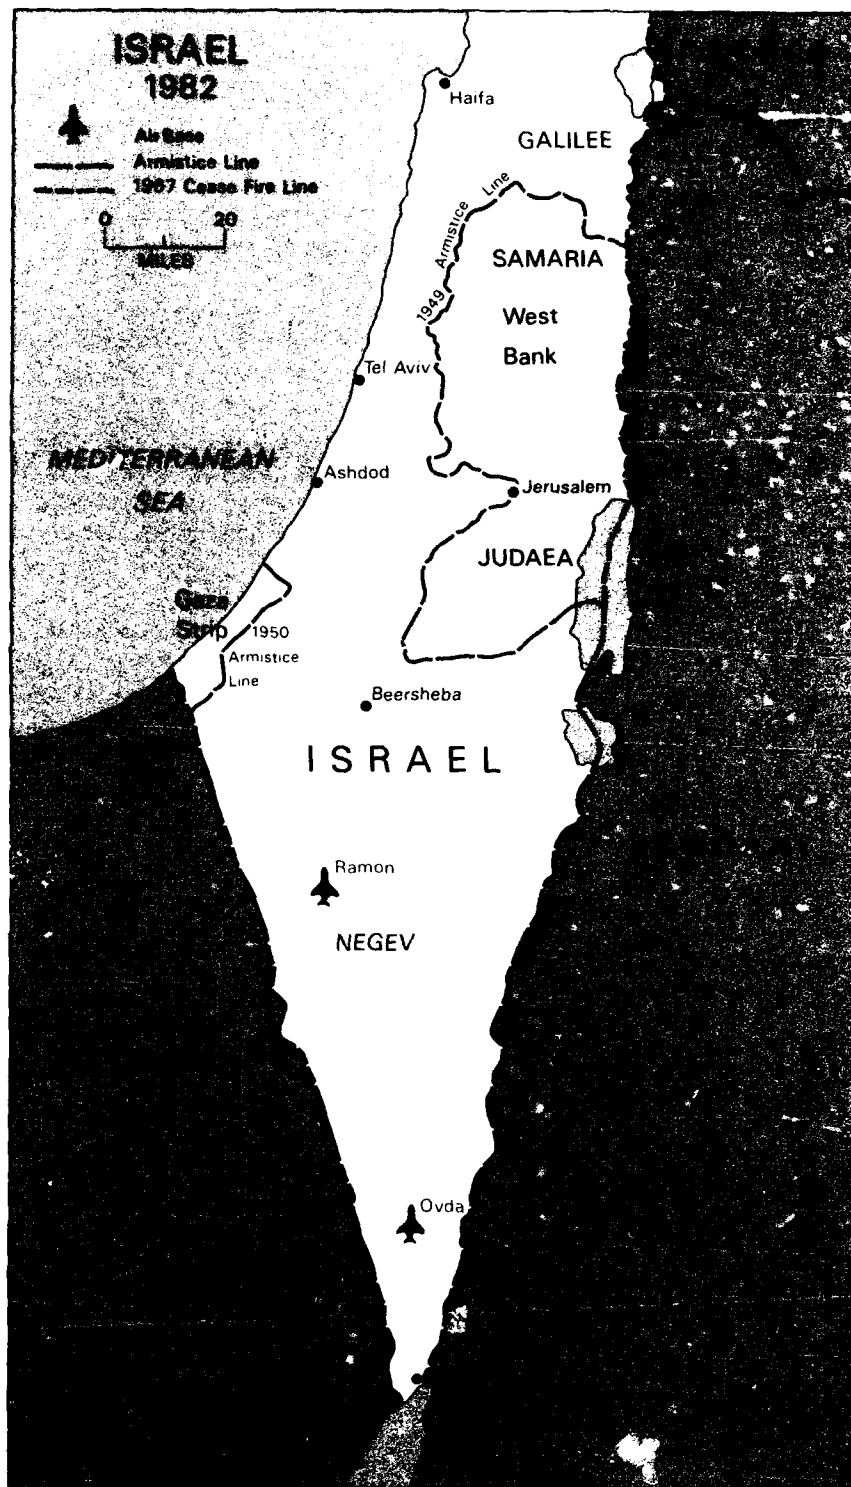 ISRAEL
1982
Air Base
Armistice Line
1967 Cease Fire Line
0 20
MILES
Haifa
GALILEE
1949 Armistice Line
SAMARIA
West
Bank
Tel Aviv
MEDITERRANEAN
SEA
Ashdod
Jerusalem
JUDAEA
Gaza
Strip
1950
Armistice
Line
Beersheba
ISRAEL
Ramon
NEGEV
Ovda